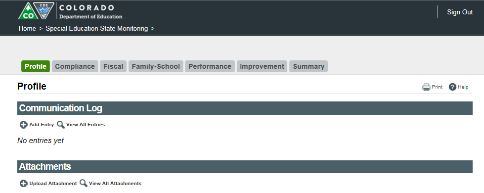 CO CDE COLORADO
Department of Education
Sign Out
Home > Special Education State Monitoring >
Profile Compliance Fiscal Family-School Performance Improvement Summary
Profile
Print Help
Communication Log
Add Entry View All Entries
No entries yet
Attachments
Upload Attachment View All Attachments